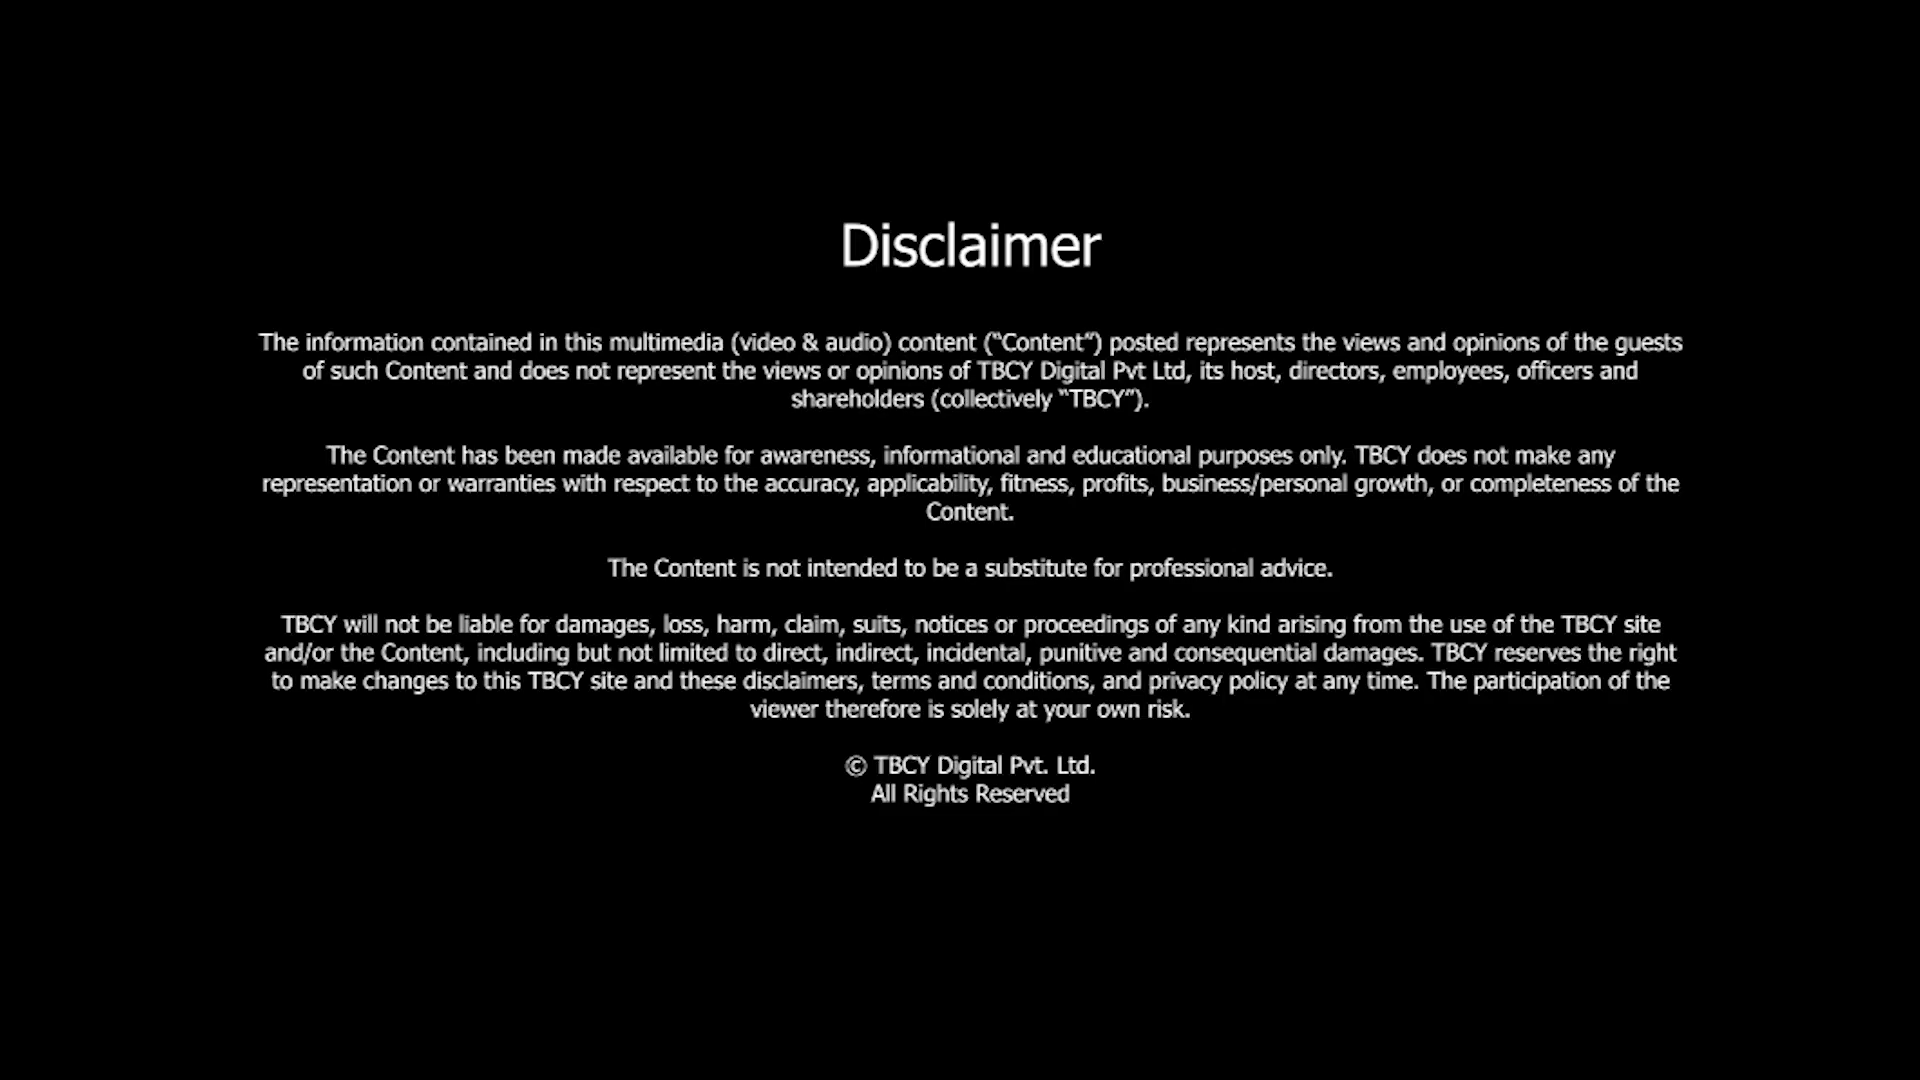 Disclaimer
The information contained in this multimedia (video & audio) content (“Content”) posted represents the views and opinions of the guests
of such Content and does not represent the views or opinions of TBCY Digital Pvt Ltd, its host, directors, employees, officers and
shareholders (collectively “TBCY”).
The Content has been made available for awareness, informational and educational purposes only. TBCY does not make any
representation or warranties with respect to the accuracy, applicability, fitness, profits, business/personal growth, or completeness of the
Content.
The Content is not intended to be a substitute for professional advice.
TBCY will not be liable for damages, loss, harm, claim, suits, notices or proceedings of any kind arising from the use of the TBCY site
and/or the Content, including but not limited to direct, indirect, incidental, punitive and consequential damages. TBCY reserves the right
to make changes to this TBCY site and these disclaimers, terms and conditions, and privacy policy at any time. The participation of the
viewer therefore is solely at your own risk.
© TBCY Digital Pvt. Ltd.
All Rights Reserved